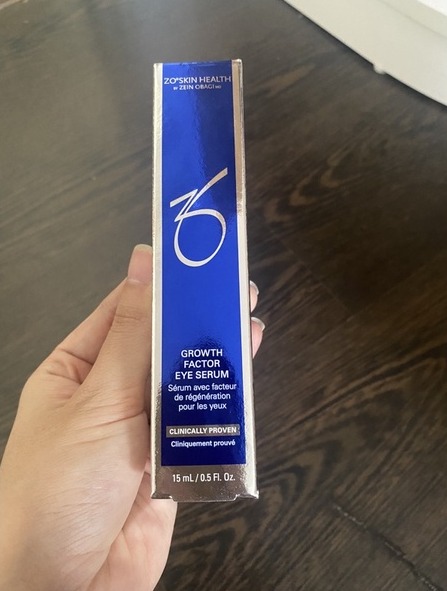 ZO® SKIN HEALTH
BY ZEIN OBAGI MD
ZO
GROWTH
FACTOR
EYE SERUM
Sérum avec facteur
de régénération
pour les yeux
CLINICALLY PROVEN
Cliniquement prouvé
15 mL / 0.5 Fl. Oz.